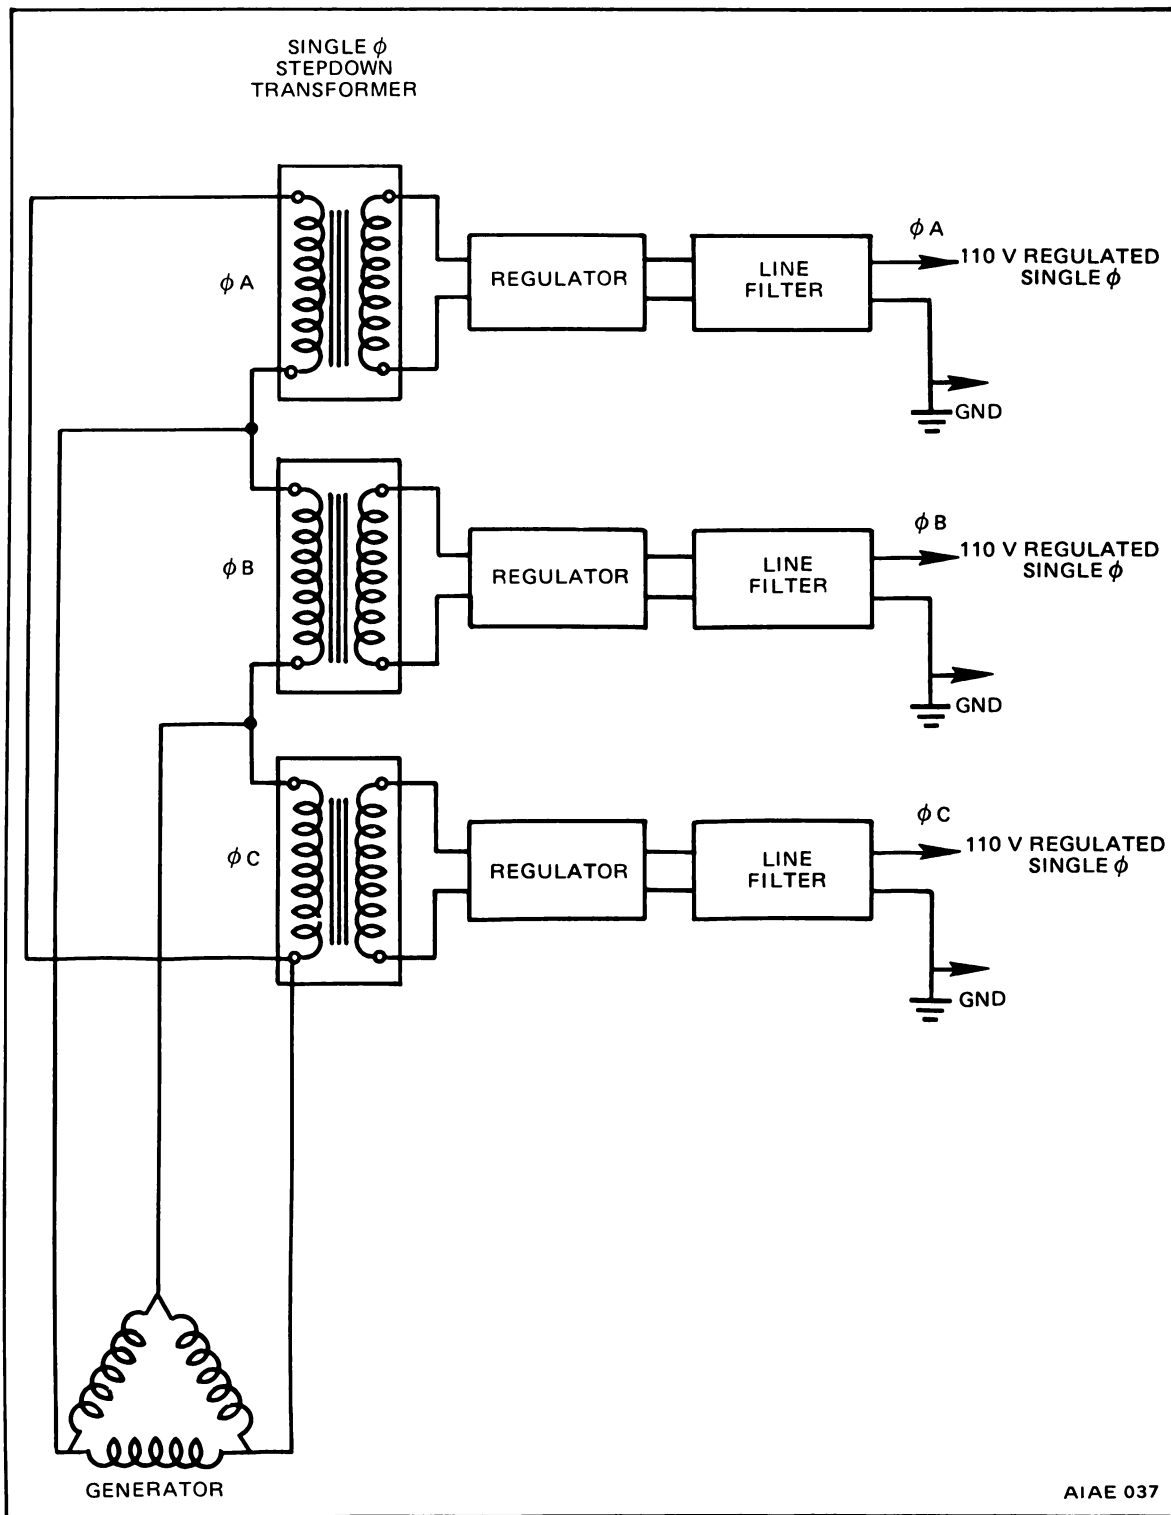 SINGLE ϕ
STEPDOWN
TRANSFORMER
ϕ A
REGULATOR
LINE
FILTER
ϕ A
110 V REGULATED
SINGLE ϕ
GND
ϕ B
REGULATOR
LINE
FILTER
ϕ B
110 V REGULATED
SINGLE ϕ
GND
ϕ C
REGULATOR
LINE
FILTER
ϕ C
110 V REGULATED
SINGLE ϕ
GND
GENERATOR
AIAE 037